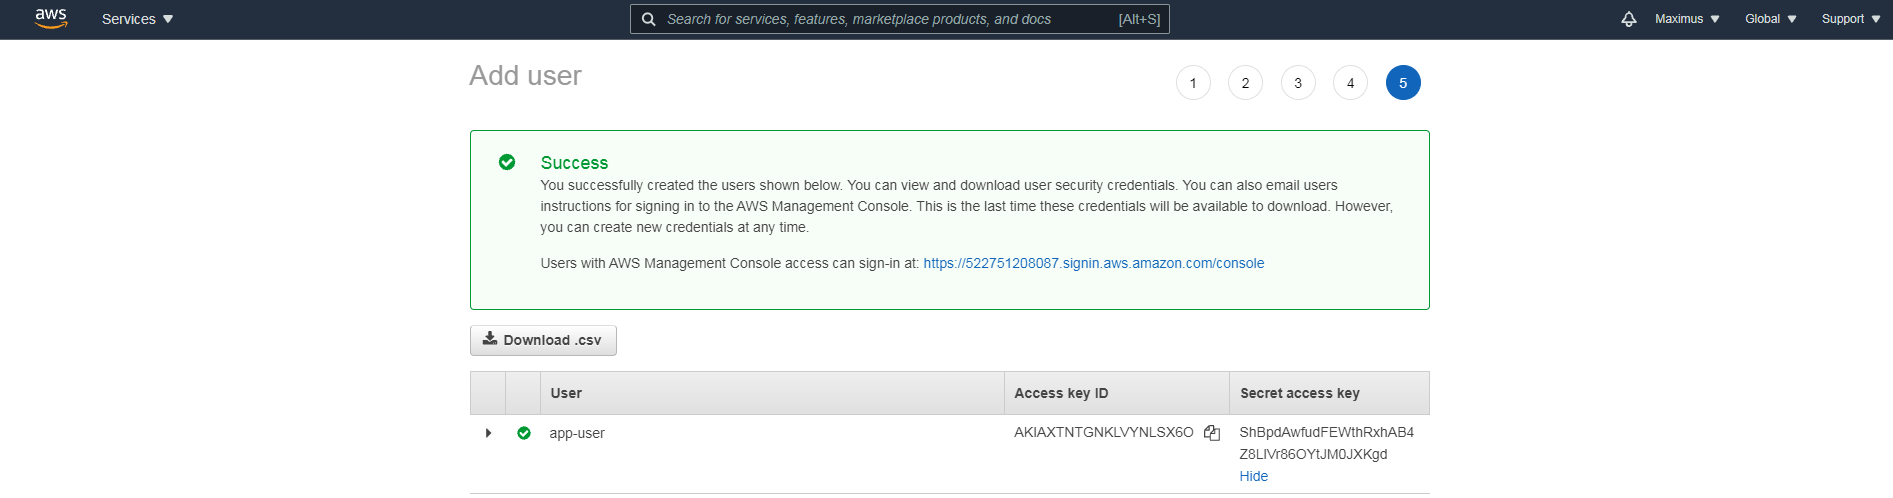 aws
Services
Search for services, features, marketplace products, and docs [Alt+S]
Maximus
Global
Support
Add user
1 2 3 4 5
Success
You successfully created the users shown below. You can view and download user security credentials. You can also email users
instructions for signing in to the AWS Management Console. This is the last time these credentials will be available to download. However,
you can create new credentials at any time.
Users with AWS Management Console access can sign-in at: https://522751208087.signin.aws.amazon.com/console
Download .csv
User Access key ID Secret access key
app-user AKIAXTNTGNKLVYNLSX6O ShBpdAwfudFEWthRxhAB4
Z8LIVr86OYtJM0JXKgd
Hide